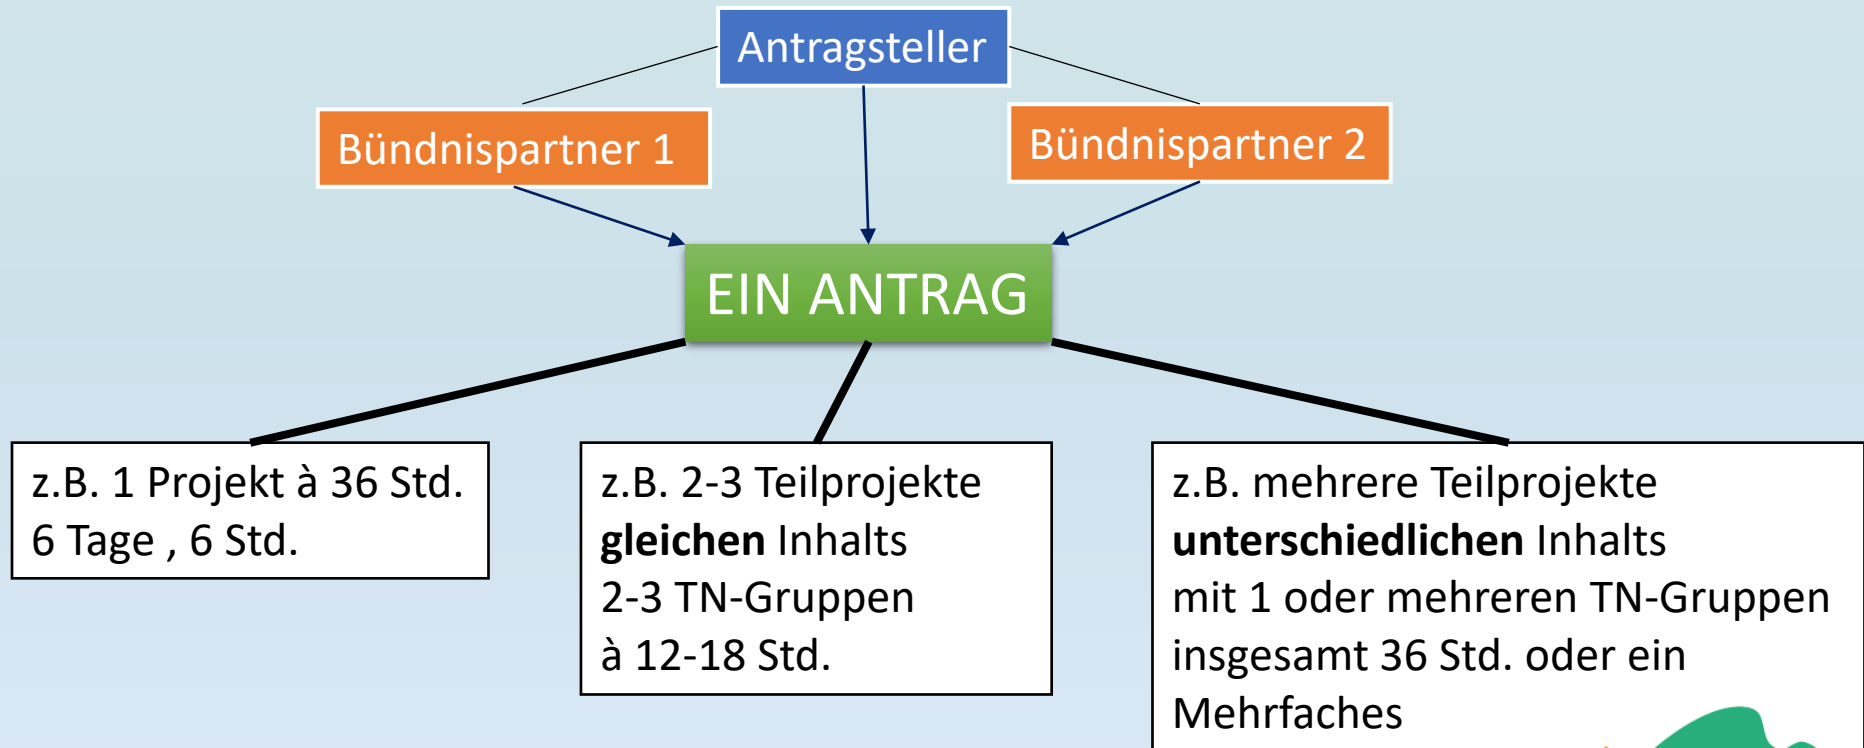 Antragsteller
Bündnispartner 1
Bündnispartner 2
EIN ANTRAG
z.B. 1 Projekt à 36 Std.
6 Tage , 6 Std.
z.B. 2-3 Teilprojekte
gleichen Inhalts
2-3 TN-Gruppen
à 12-18 Std.
z.B. mehrere Teilprojekte
unterschiedlichen Inhalts
mit 1 oder mehreren TN-Gruppen
insgesamt 36 Std. oder ein
Mehrfaches